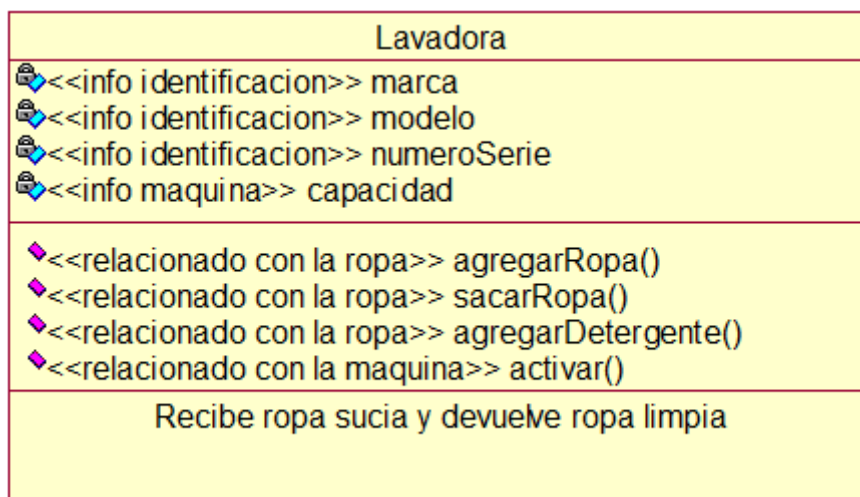 Lavadora
<<info identificacion>> marca
<<info identificacion>> modelo
<<info identificacion>> numeroSerie
<<info maquina>> capacidad
<<relacionado con la ropa>> agregarRopa()
<<relacionado con la ropa>> sacarRopa()
<<relacionado con la ropa>> agregarDetergente()
<<relacionado con la maquina>> activar()
Recibe ropa sucia y devuelve ropa limpia